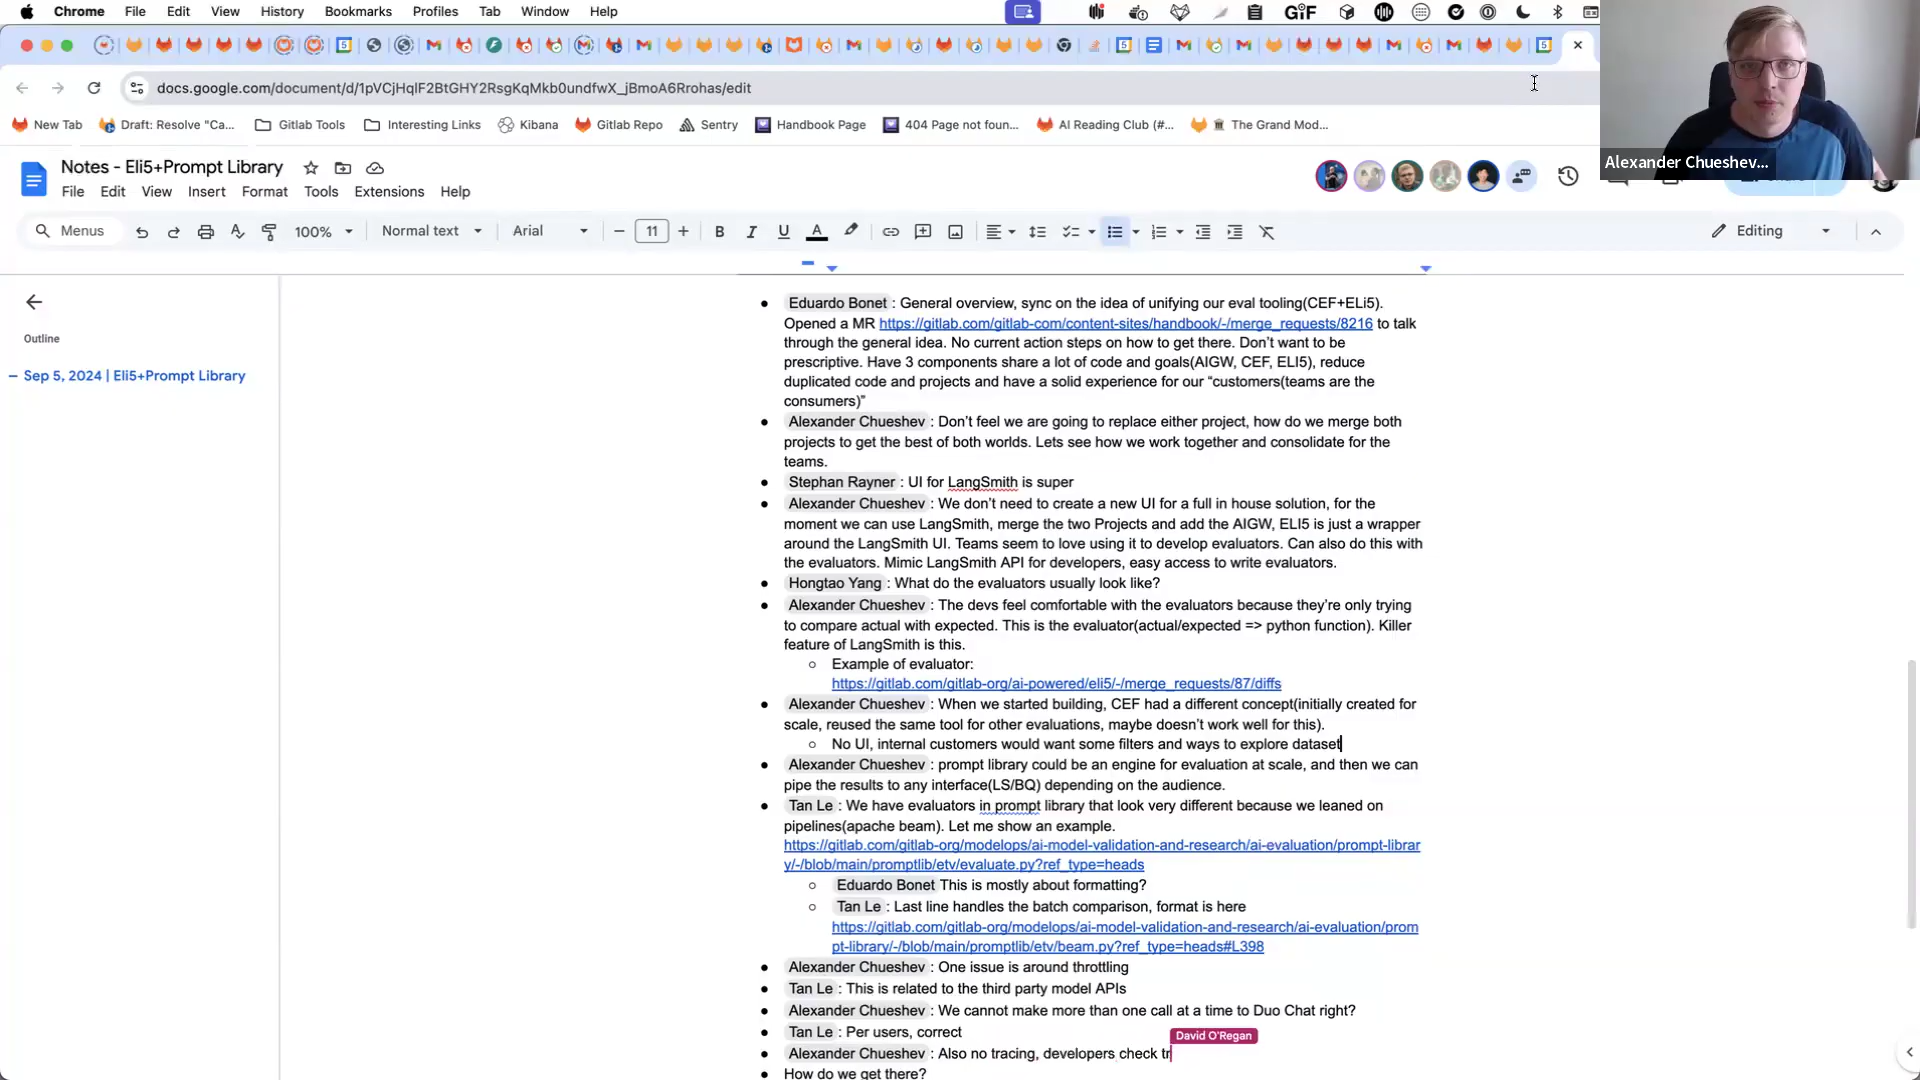 Chrome File Edit View History Bookmarks Profiles Tab Window Help
GIF
docs.google.com/document/d/1pVCjHqlF2BtGHY2RsgKqMkb0undfwX_jBmoA6Rrohas/edit
New Tab Draft: Resolve "Ca... Gitlab Tools Interesting Links Kibana Gitlab Repo Sentry Handbook Page 404 Page not foun... AI Reading Club (#... The Grand Mod...
Alexander Chueshev...
Notes - Eli5+Prompt Library
File Edit View Insert Format Tools Extensions Help
Menus 100% Normal text Arial 11 B I U A Editing
Outline
Sep 5, 2024 | Eli5+Prompt Library
Eduardo Bonet : General overview, sync on the idea of unifying our eval tooling(CEF+ELi5).
Opened a MR https://gitlab.com/gitlab-com/content-sites/handbook/-/merge_requests/8216 to talk
through the general idea. No current action steps on how to get there. Don't want to be
prescriptive. Have 3 components share a lot of code and goals(AIGW, CEF, ELI5), reduce
duplicated code and projects and have a solid experience for our “customers(teams are the
consumers)”
Alexander Chueshev : Don't feel we are going to replace either project, how do we merge both
projects to get the best of both worlds. Lets see how we work together and consolidate for the
teams.
Stephan Rayner : UI for LangSmith is super
Alexander Chueshev : We don't need to create a new UI for a full in house solution, for the
moment we can use LangSmith, merge the two Projects and add the AIGW, ELI5 is just a wrapper
around the LangSmith UI. Teams seem to love using it to develop evaluators. Can also do this with
the evaluators. Mimic LangSmith API for developers, easy access to write evaluators.
Hongtao Yang : What do the evaluators usually look like?
Alexander Chueshev : The devs feel comfortable with the evaluators because they're only trying
to compare actual with expected. This is the evaluator(actual/expected => python function). Killer
feature of LangSmith is this.
Example of evaluator:
https://gitlab.com/gitlab-org/ai-powered/eli5/-/merge_requests/87/diffs
Alexander Chueshev : When we started building, CEF had a different concept(initially created for
scale, reused the same tool for other evaluations, maybe doesn't work well for this).
No UI, internal customers would want some filters and ways to explore dataset
Alexander Chueshev : prompt library could be an engine for evaluation at scale, and then we can
pipe the results to any interface(LS/BQ) depending on the audience.
Tan Le : We have evaluators in prompt library that look very different because we leaned on
pipelines(apache beam). Let me show an example.
https://gitlab.com/gitlab-org/modelops/ai-model-validation-and-research/ai-evaluation/prompt-librar
y/-/blob/main/promptlib/etv/evaluate.py?ref_type=heads
Eduardo Bonet This is mostly about formatting?
Tan Le : Last line handles the batch comparison, format is here
https://gitlab.com/gitlab-org/modelops/ai-model-validation-and-research/ai-evaluation/prom
pt-library/-/blob/main/promptlib/etv/beam.py?ref_type=heads#L398
Alexander Chueshev : One issue is around throttling
Tan Le : This is related to the third party model APIs
Alexander Chueshev : We cannot make more than one call at a time to Duo Chat right?
Tan Le : Per users, correct
David O'Regan
Alexander Chueshev : Also no tracing, developers check tr
How do we get there?